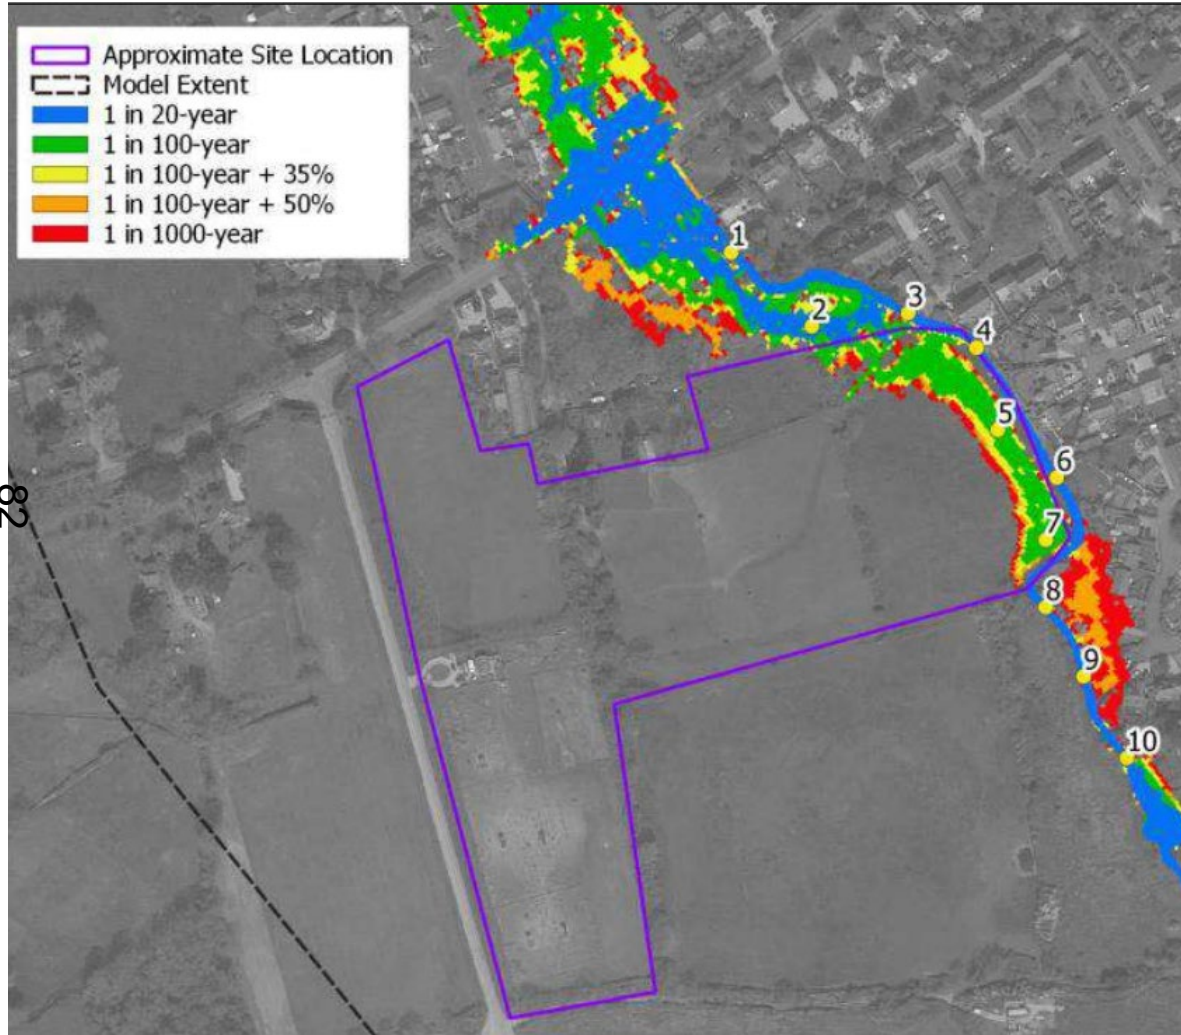 Approximate Site Location
Model Extent
1 in 20-year
1 in 100-year
1 in 100-year + 35%
1 in 100-year + 50%
1 in 1000-year
1
2
3
4
5
6
7
8
9
10
82